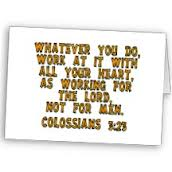 WHATEVER YOU DO,
WORK AT IT WITH
ALL YOUR HEART,
AS WORKING FOR
THE LORD,
NOT FOR MEN.
COLOSSIANS 3:23